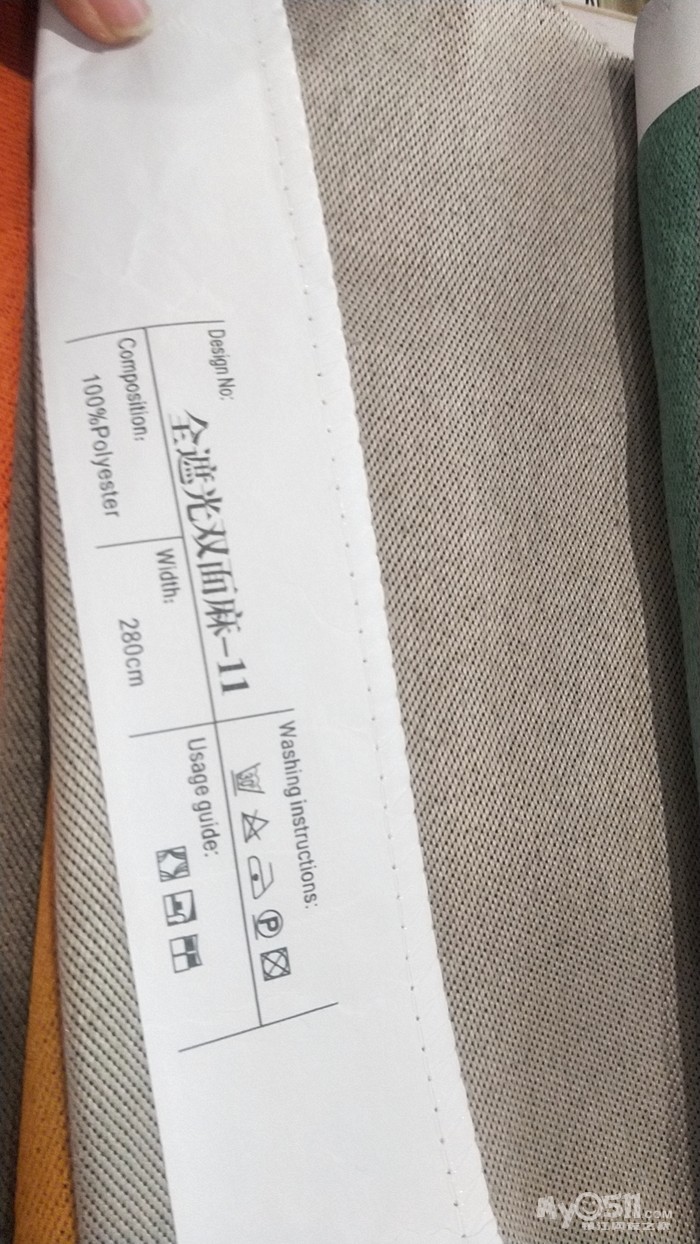 Design No:
全遮光双面麻-11
Washing instructions:
P
Composition:
100%Polyester
Width:
280cm
Usage guide:
My0511.COM